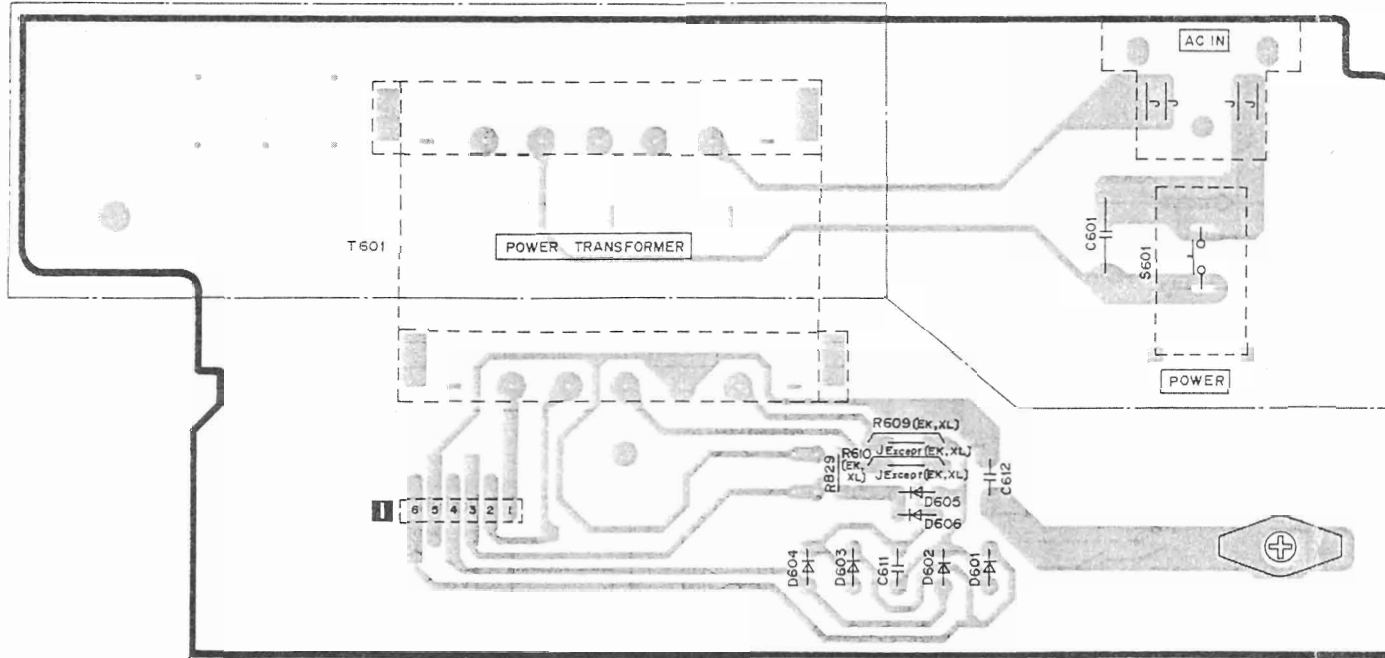 AC IN
J J J J
T601
POWER TRANSFORMER
C601
S601
POWER
R609(EK,XL)
R610
(EK,
XL)
J Except(EK,XL)
J Except(EK,XL)
R829
C612
D605
D606
1
6 5 4 3 2 1
D604
D603
C611
D602
D601